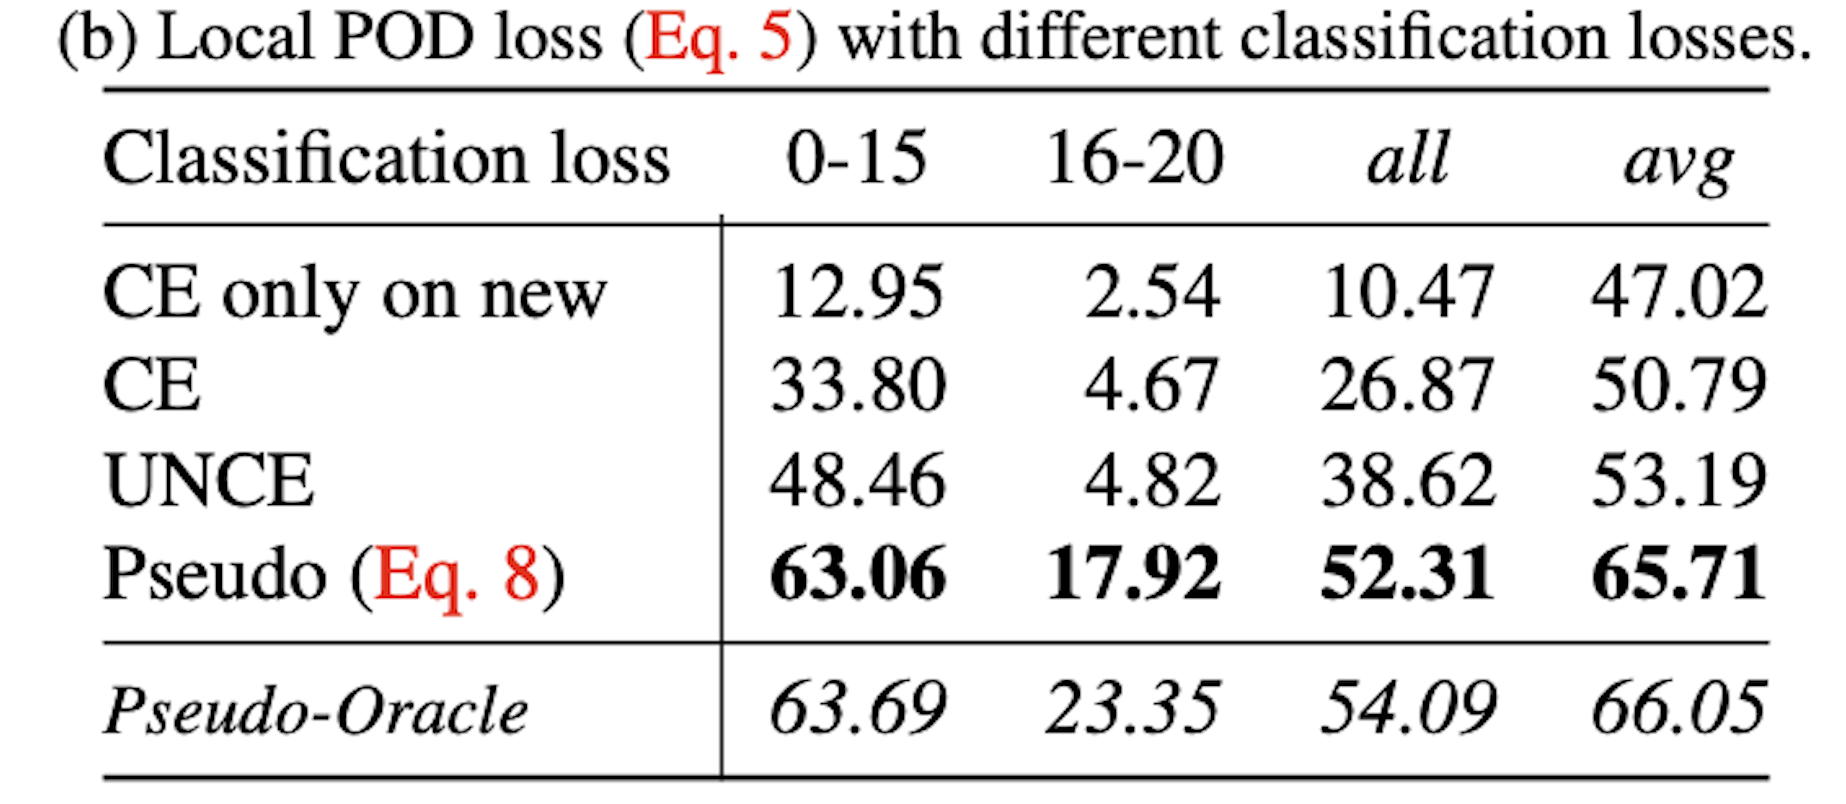 (b) Local POD loss (Eq. 5) with different classification losses.
Classification loss 0-15 16-20 all avg
CE only on new 12.95 2.54 10.47 47.02
CE 33.80 4.67 26.87 50.79
UNCE 48.46 4.82 38.62 53.19
Pseudo (Eq. 8) 63.06 17.92 52.31 65.71
Pseudo-Oracle 63.69 23.35 54.09 66.05